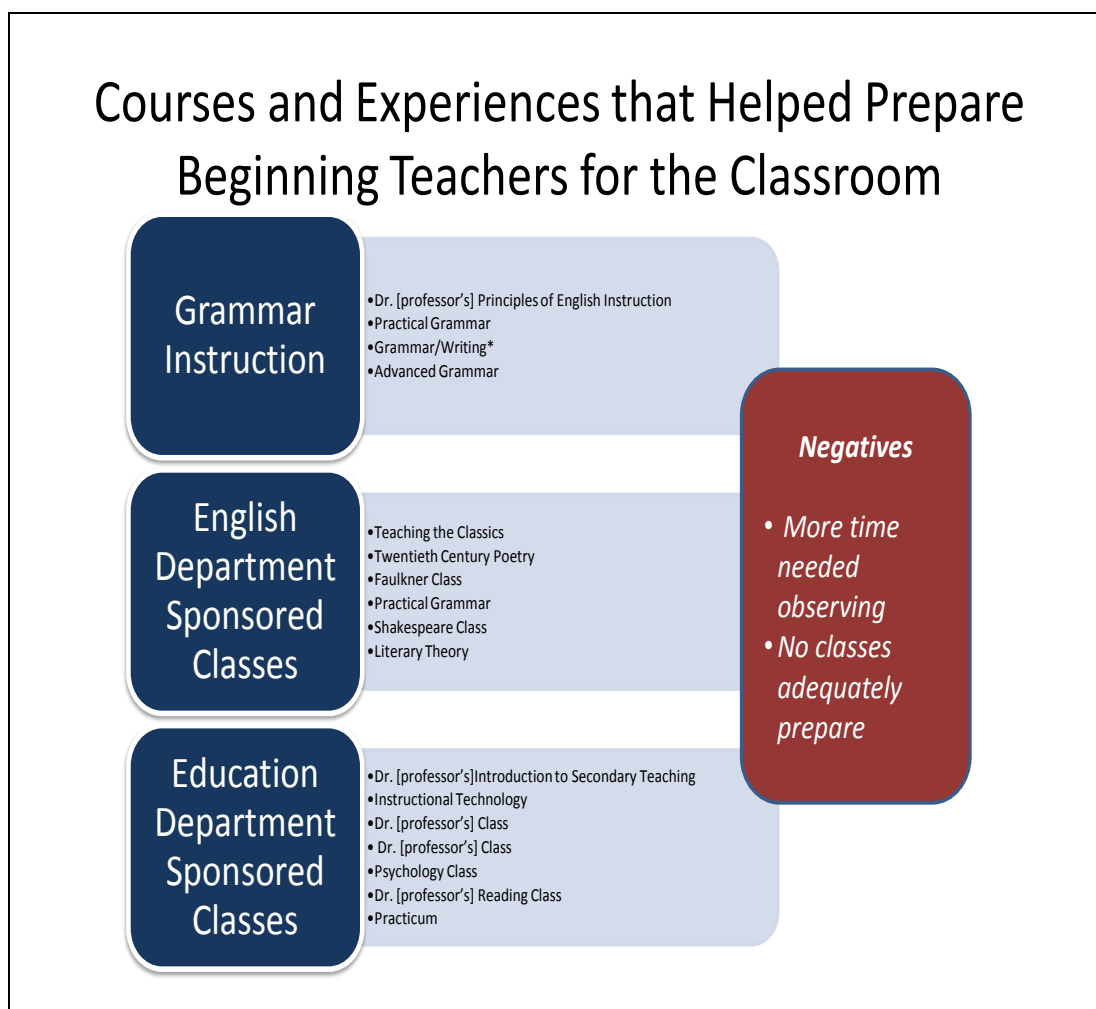 Courses and Experiences that Helped Prepare
Beginning Teachers for the Classroom
Grammar
Instruction
•Dr. [professor's] Principles of English Instruction
•Practical Grammar
•Grammar/Writing*
•Advanced Grammar
English
Department
Sponsored
Classes
•Teaching the Classics
•Twentieth Century Poetry
•Faulkner Class
•Practical Grammar
•Shakespeare Class
•Literary Theory
Education
Department
Sponsored
Classes
•Dr. [professor's]Introduction to Secondary Teaching
•Instructional Technology
•Dr. [professor's] Class
• Dr. [professor's] Class
•Psychology Class
•Dr. [professor's] Reading Class
•Practicum
Negatives
• More time
needed
observing
• No classes
adequately
prepare